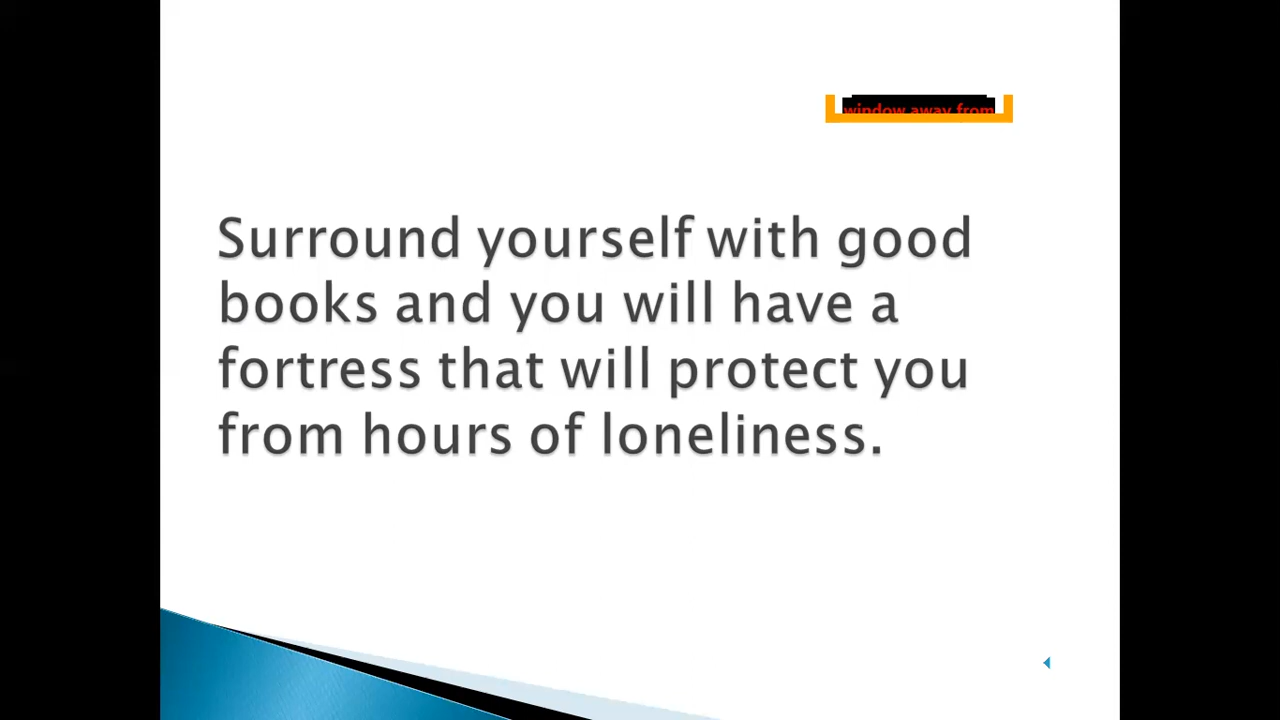 window away from
Surround yourself with good
books and you will have a
fortress that will protect you
from hours of loneliness.